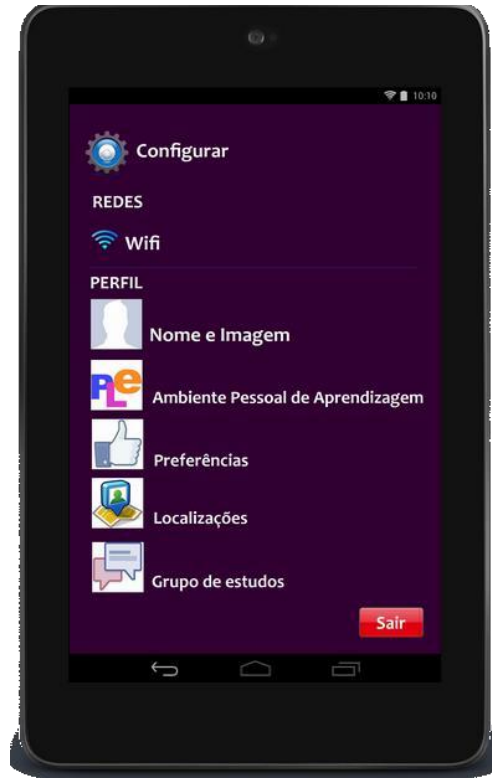 10:10
Configurar
REDES
Wifi
PERFIL
Nome e Imagem
PLe
Ambiente Pessoal de Aprendizagem
Preferências
Localizações
Grupo de estudos
Sair